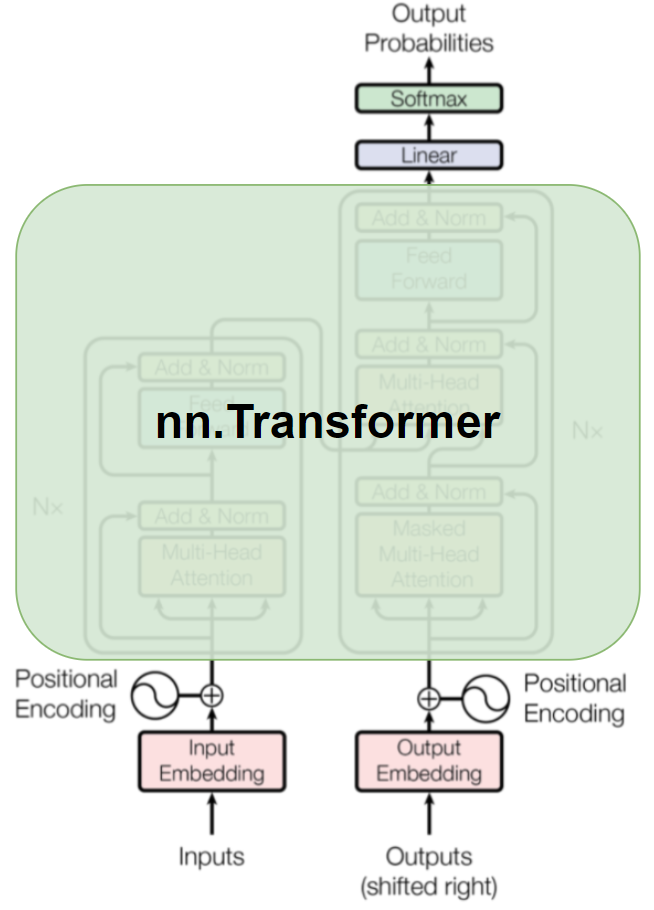 Output
Probabilities
Softmax
Linear
Add & Norm
Feed
Forward
Add & Norm
Multi-Head
Attention
Add & Norm
Feed
Forward
nn.Transformer
Nx
Nx
Add & Norm
Masked
Multi-Head
Attention
Add & Norm
Multi-Head
Attention
Positional
Encoding
Positional
Encoding
Input
Embedding
Output
Embedding
Inputs
Outputs
(shifted right)